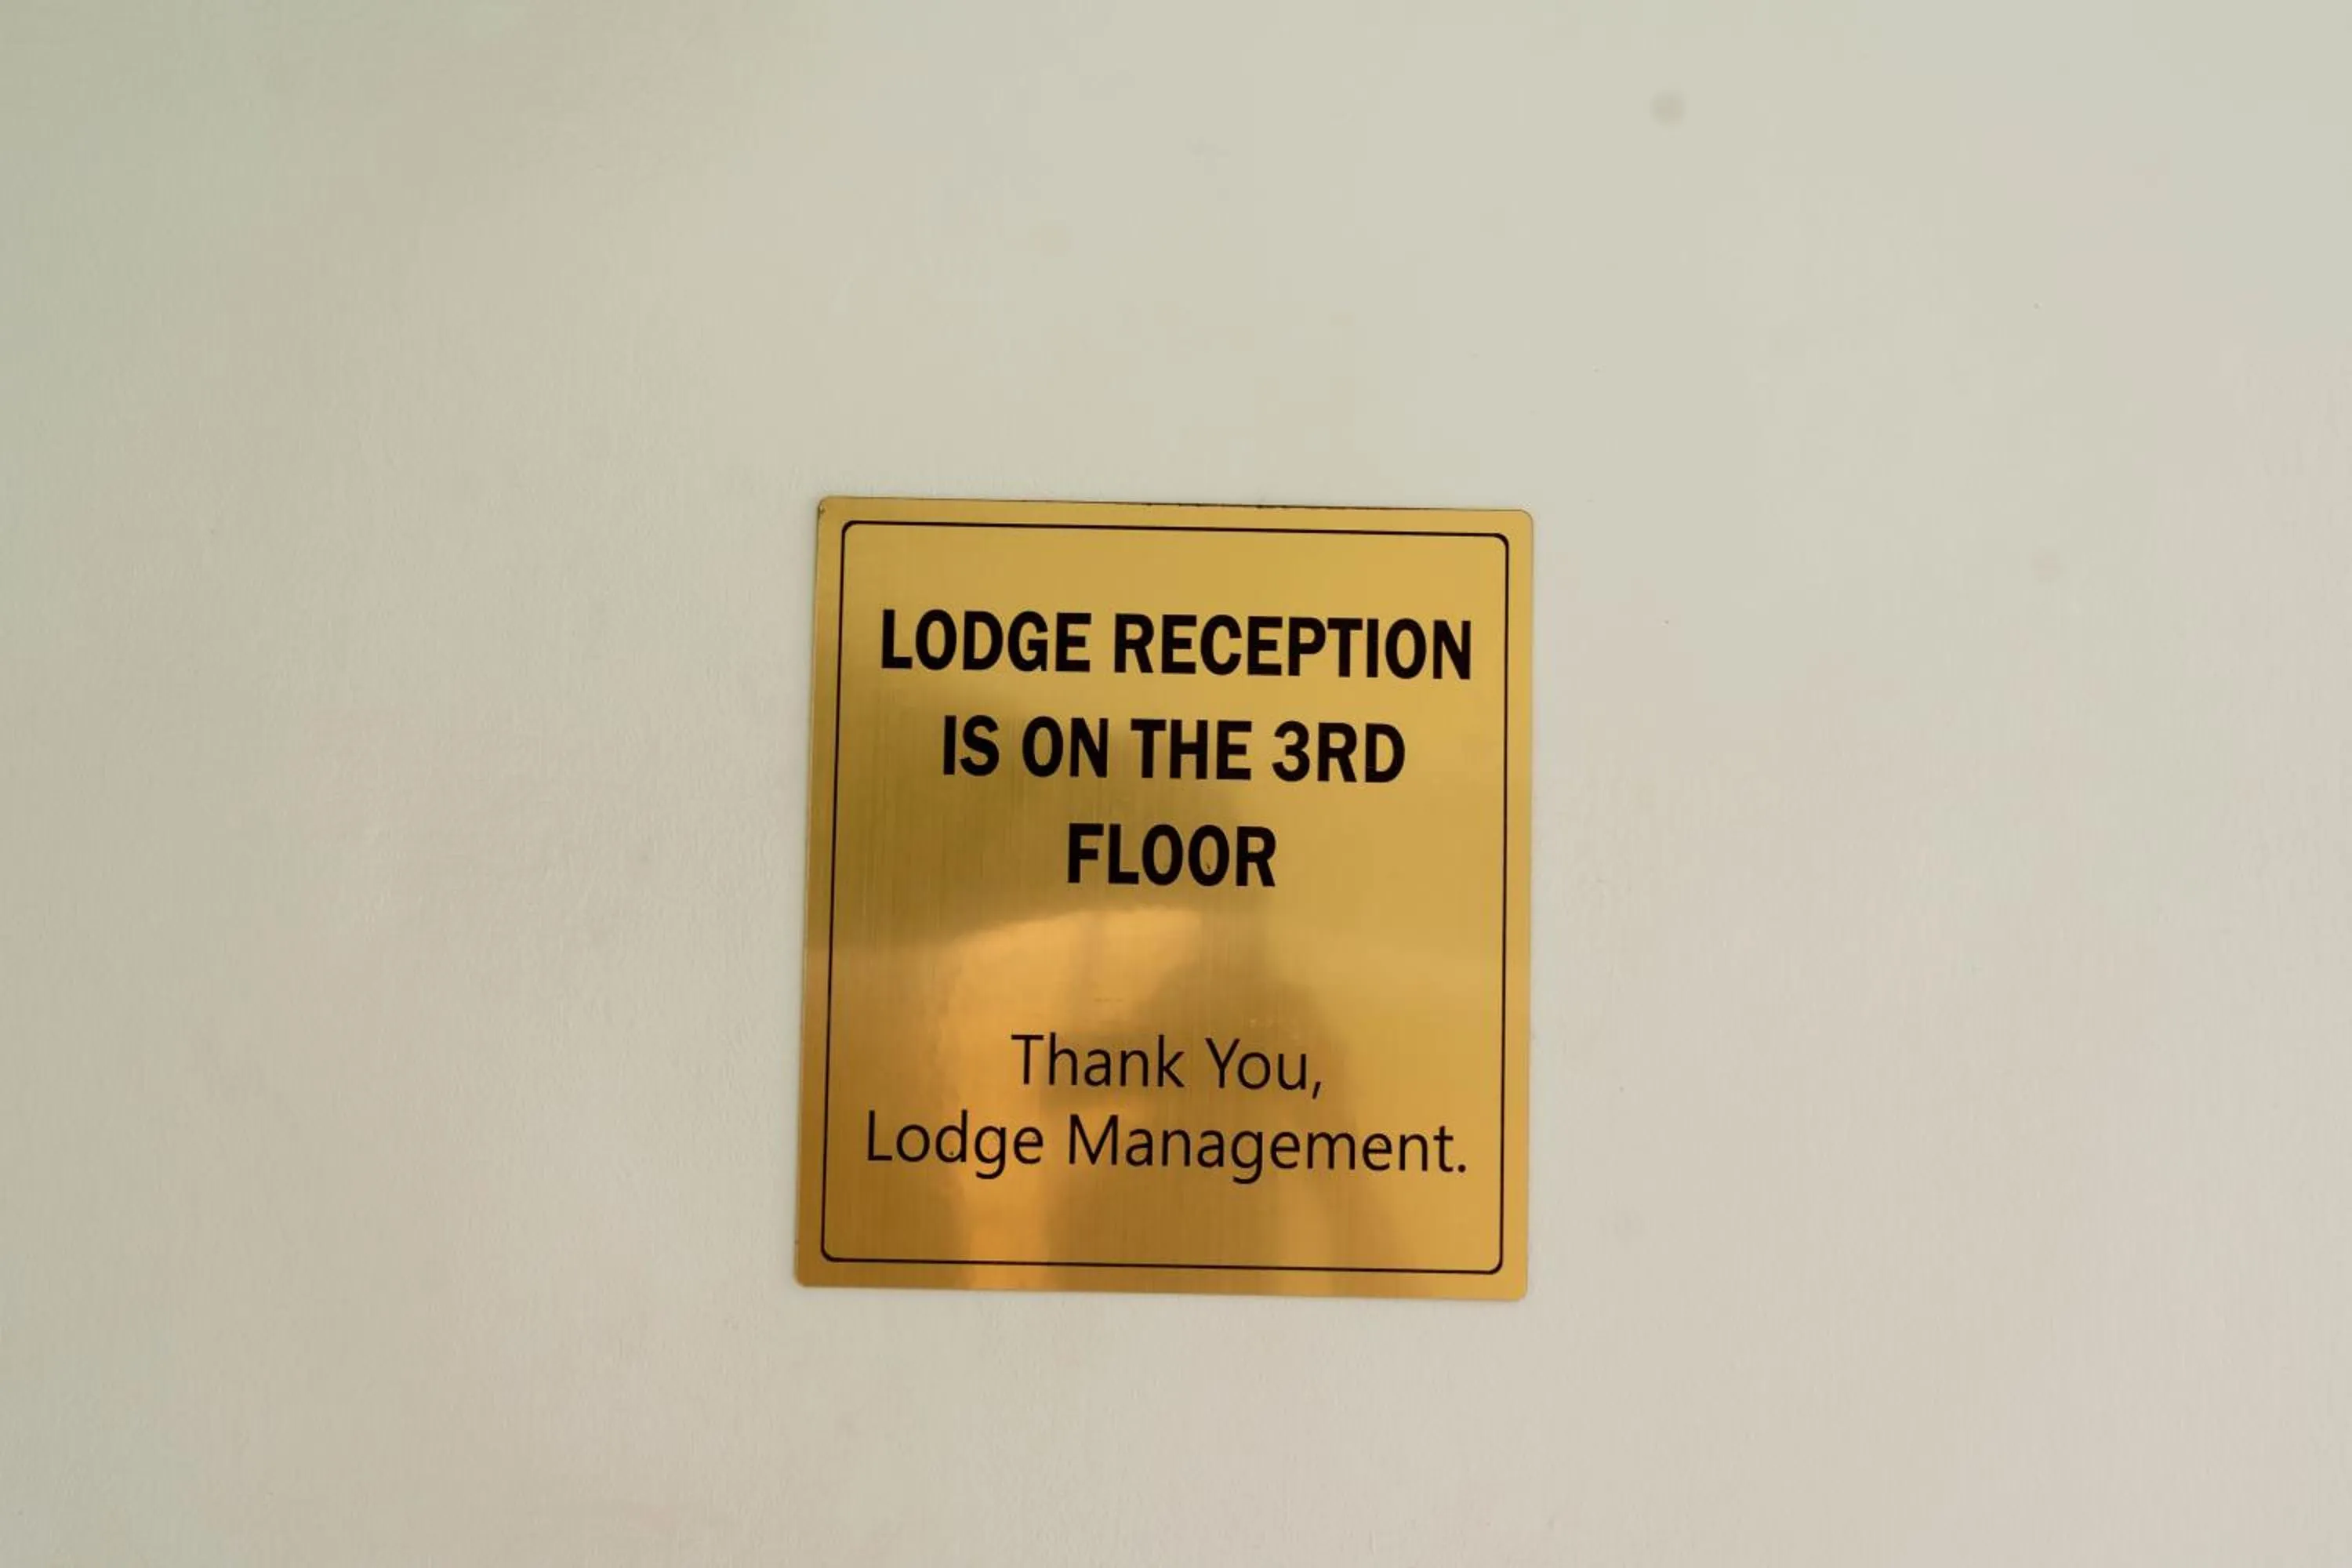 LODGE RECEPTION
IS ON THE 3RD
FLOOR
Thank You,
Lodge Management.